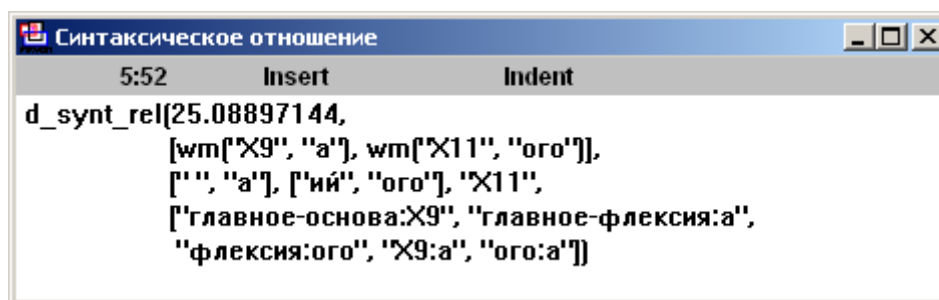 Синтаксическое отношение
5:52 Insert Indent
d_synt_rel(25.08897144,
[wm("X9", "а"), wm("X11", "ого")],
[" ", "а"], ["ий", "ого"], "X11",
["главное-основа:X9", "главное-флексия:а",
"флексия:ого", "X9:а", "ого:а"])